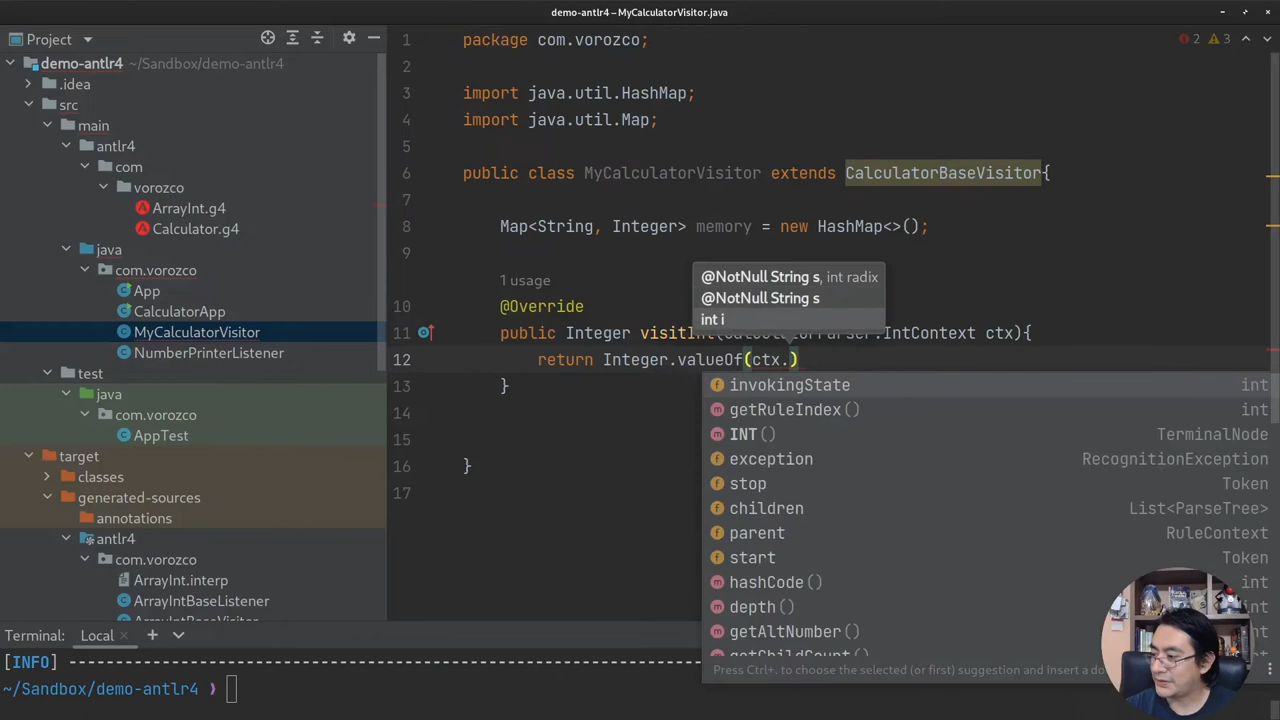 demo-antlr4 – MyCalculatorVisitor.java
Project
demo-antlr4 ~/Sandbox/demo-antlr4
.idea
src
main
antlr4
com
vorozco
ArrayInt.g4
Calculator.g4
java
com.vorozco
App
CalculatorApp
MyCalculatorVisitor
NumberPrinterListener
test
java
com.vorozco
AppTest
target
classes
generated-sources
annotations
antlr4
com.vorozco
ArrayInt.interp
ArrayIntBaseListener
2 3
1 package com.vorozco;
2
3 import java.util.HashMap;
4 import java.util.Map;
5
6 public class MyCalculatorVisitor extends CalculatorBaseVisitor{
7
8 Map<String, Integer> memory = new HashMap<>();
9
1 usage
10 @Override
11 public Integer visitInt(CalculatorParser.IntContext ctx){
12 return Integer.valueOf(ctx.)
13 }
14
15
16 }
17
@NotNull String s, int radix
@NotNull String s
int i
invokingState int
getRuleIndex() int
INT() TerminalNode
exception RecognitionException
stop Token
children List<ParseTree>
parent RuleContext
start Token
hashCode() int
depth() int
getAltNumber()
Press Ctrl+. to choose the selected (or first) suggestion and insert a
Terminal: Local
[INFO] ------------------------------------------------------------------------
~/Sandbox/demo-antlr4 ❯